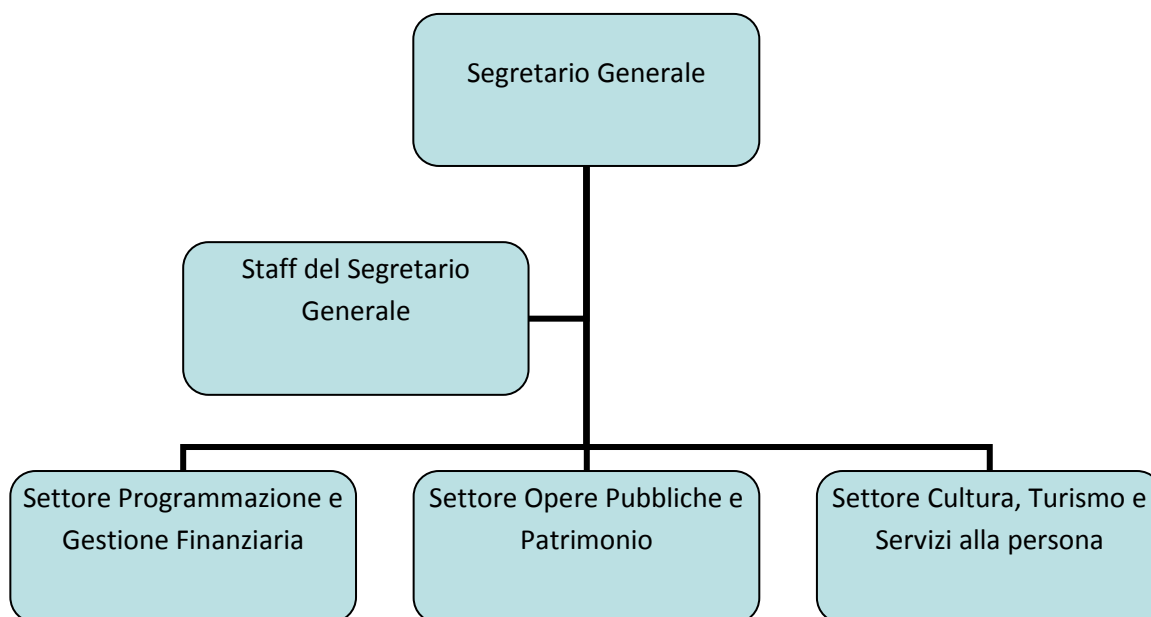 Segretario Generale
Staff del Segretario
Generale
Settore Programmazione e
Gestione Finanziaria
Settore Opere Pubbliche e
Patrimonio
Settore Cultura, Turismo e
Servizi alla persona